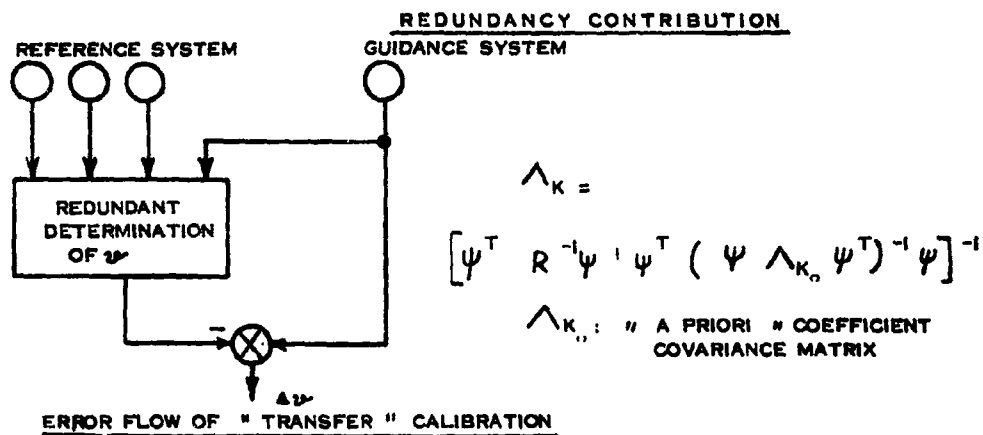 REDUNDANCY CONTRIBUTION
REFERENCE SYSTEM
GUIDANCE SYSTEM
REDUNDANT
DETERMINATION
OF v
Λ_K =
[ψ^T R^-1 ψ ' ψ^T ( ψ Λ_K₀ ψ^T)^-1 ψ]^-1
Λ_K₀: " A PRIORI " COEFFICIENT
COVARIANCE MATRIX
−
Δv
ERROR FLOW OF " TRANSFER " CALIBRATION